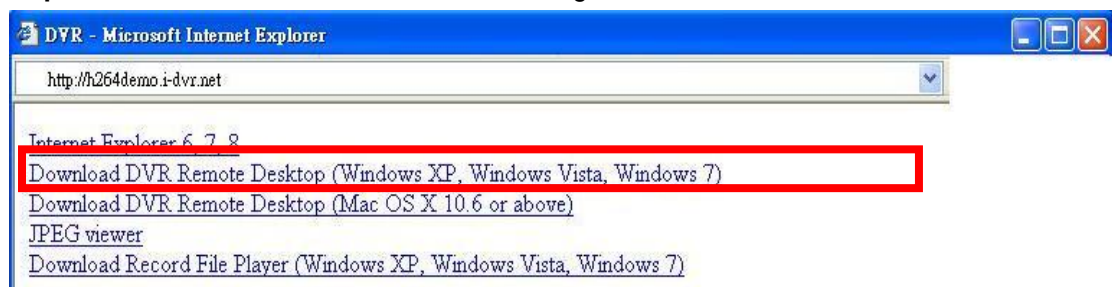 DVR - Microsoft Internet Explorer
http://h264demo.i-dvr.net
Internet Explorer 6, 7, 8
Download DVR Remote Desktop (Windows XP, Windows Vista, Windows 7)
Download DVR Remote Desktop (Mac OS X 10.6 or above)
JPEG viewer
Download Record File Player (Windows XP, Windows Vista, Windows 7)